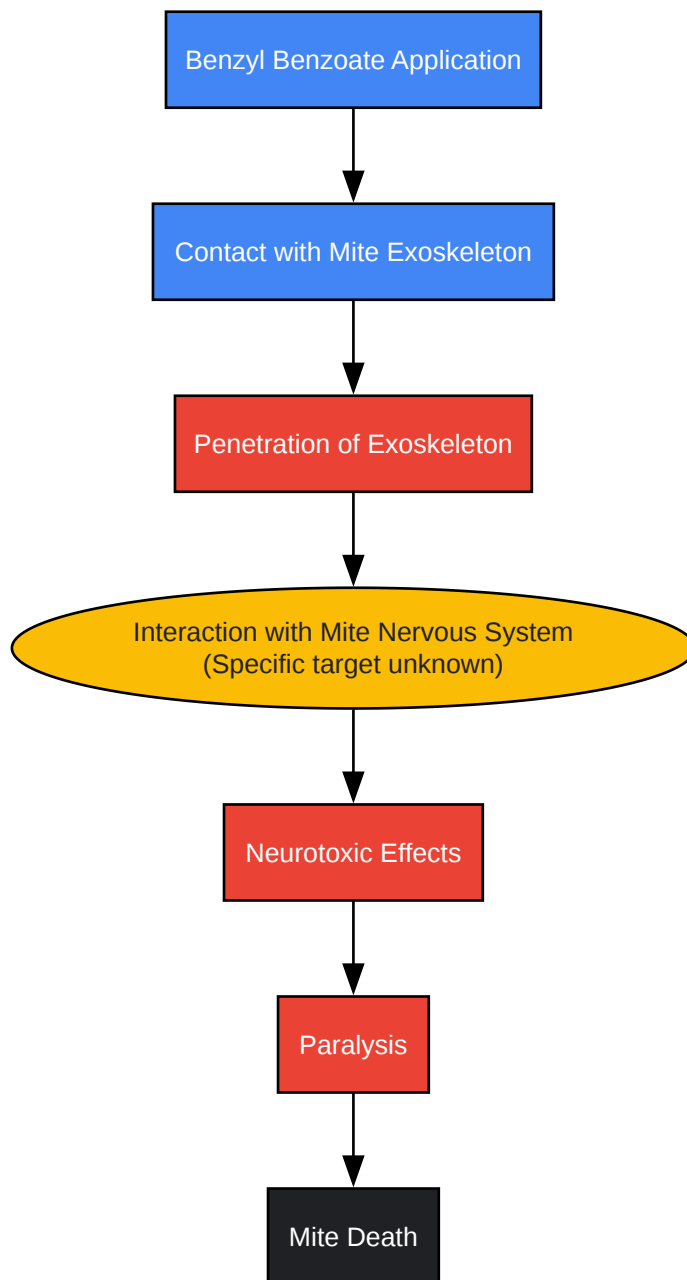 Benzyl Benzoate Application
Contact with Mite Exoskeleton
Penetration of Exoskeleton
Interaction with Mite Nervous System
(Specific target unknown)
Neurotoxic Effects
Paralysis
Mite Death